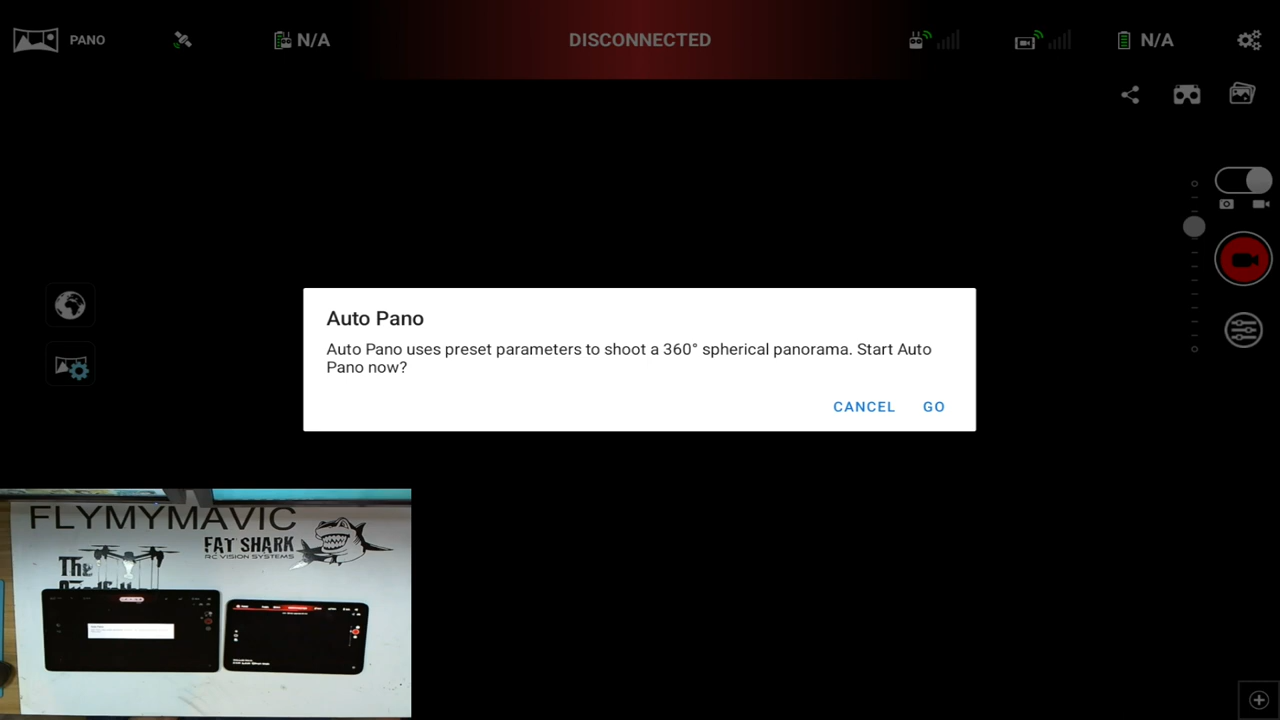 PANO
N/A
DISCONNECTED
N/A
Auto Pano
Auto Pano uses preset parameters to shoot a 360° spherical panorama. Start Auto
Pano now?
CANCEL GO
FLYMYMAVIC
FAT SHARK
RC VISION SYSTEMS
The